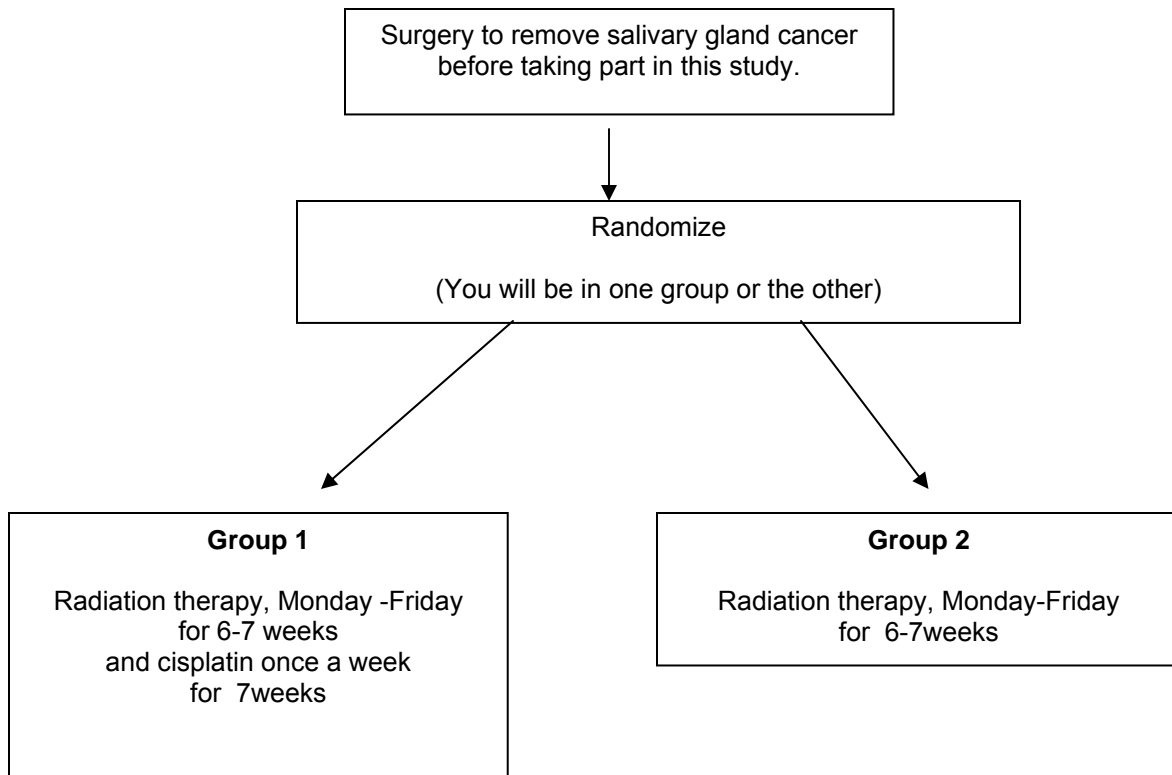 Surgery to remove salivary gland cancer
before taking part in this study.
Randomize
(You will be in one group or the other)
Group 1
Radiation therapy, Monday -Friday
for 6-7 weeks
and cisplatin once a week
for  7weeks
Group 2
Radiation therapy, Monday-Friday
for  6-7weeks